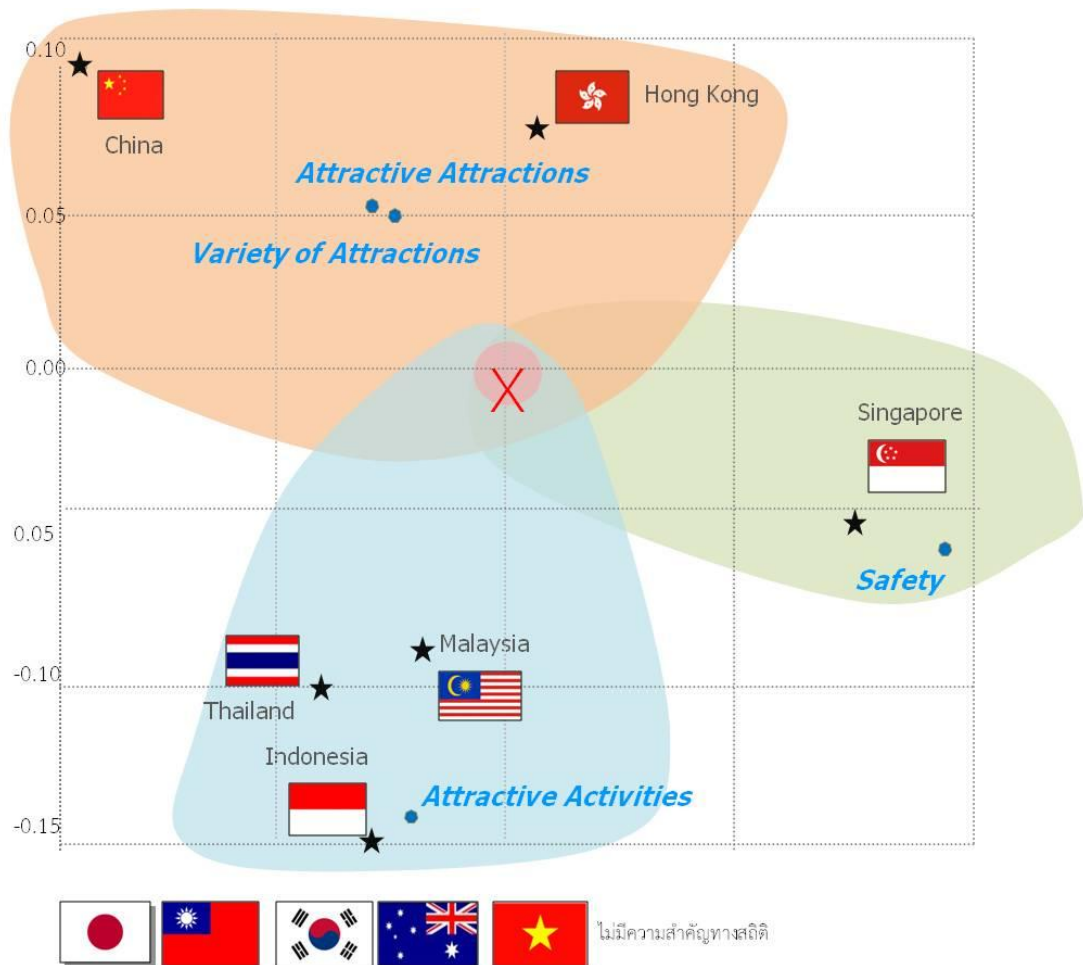 0.10
China
Hong Kong
Attractive Attractions
0.05
Variety of Attractions
0.00
Singapore
0.05
Safety
Malaysia
-0.10
Thailand
Indonesia
Attractive Activities
-0.15
ไม่มีความสำคัญทางสถิติ